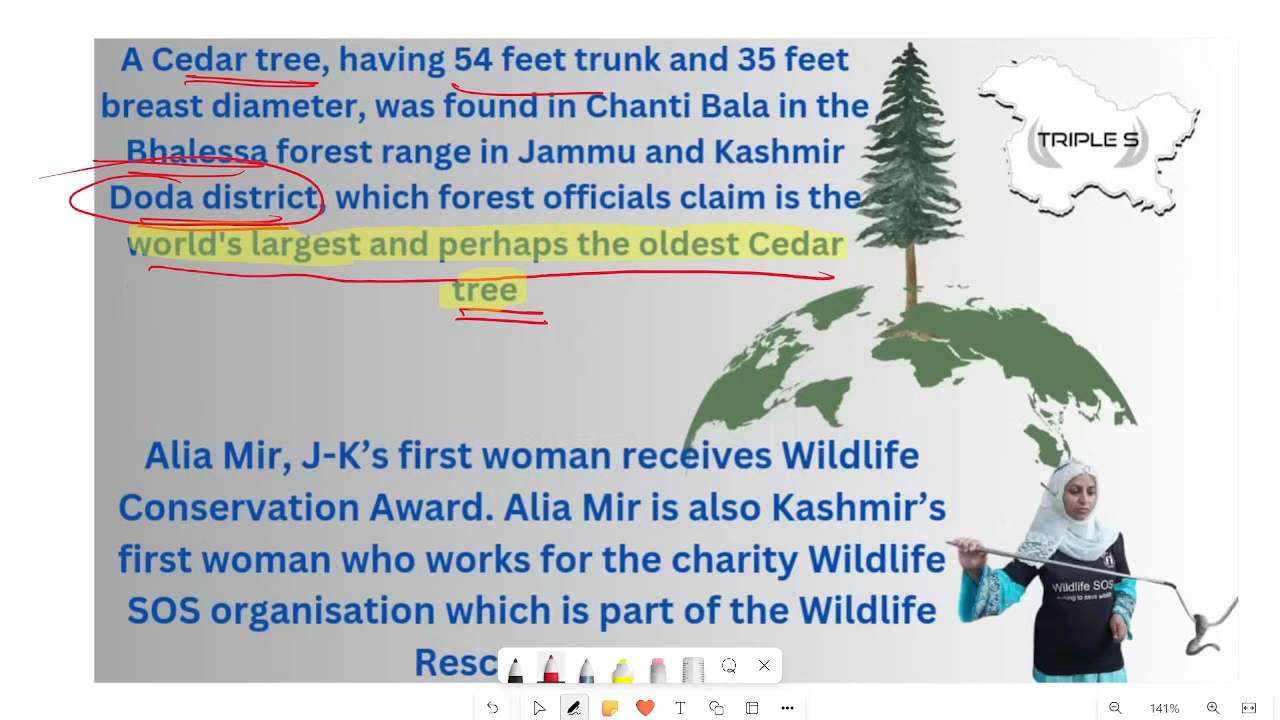 A Cedar tree, having 54 feet trunk and 35 feet
breast diameter, was found in Chanti Bala in the
Bhalessa forest range in Jammu and Kashmir
Doda district, which forest officials claim is the
world's largest and perhaps the oldest Cedar
tree
TRIPLE S
Alia Mir, J-K’s first woman receives Wildlife
Conservation Award. Alia Mir is also Kashmir’s
first woman who works for the charity Wildlife
SOS organisation which is part of the Wildlife
Resc
Wildlife SOS
to save wildlife
141%